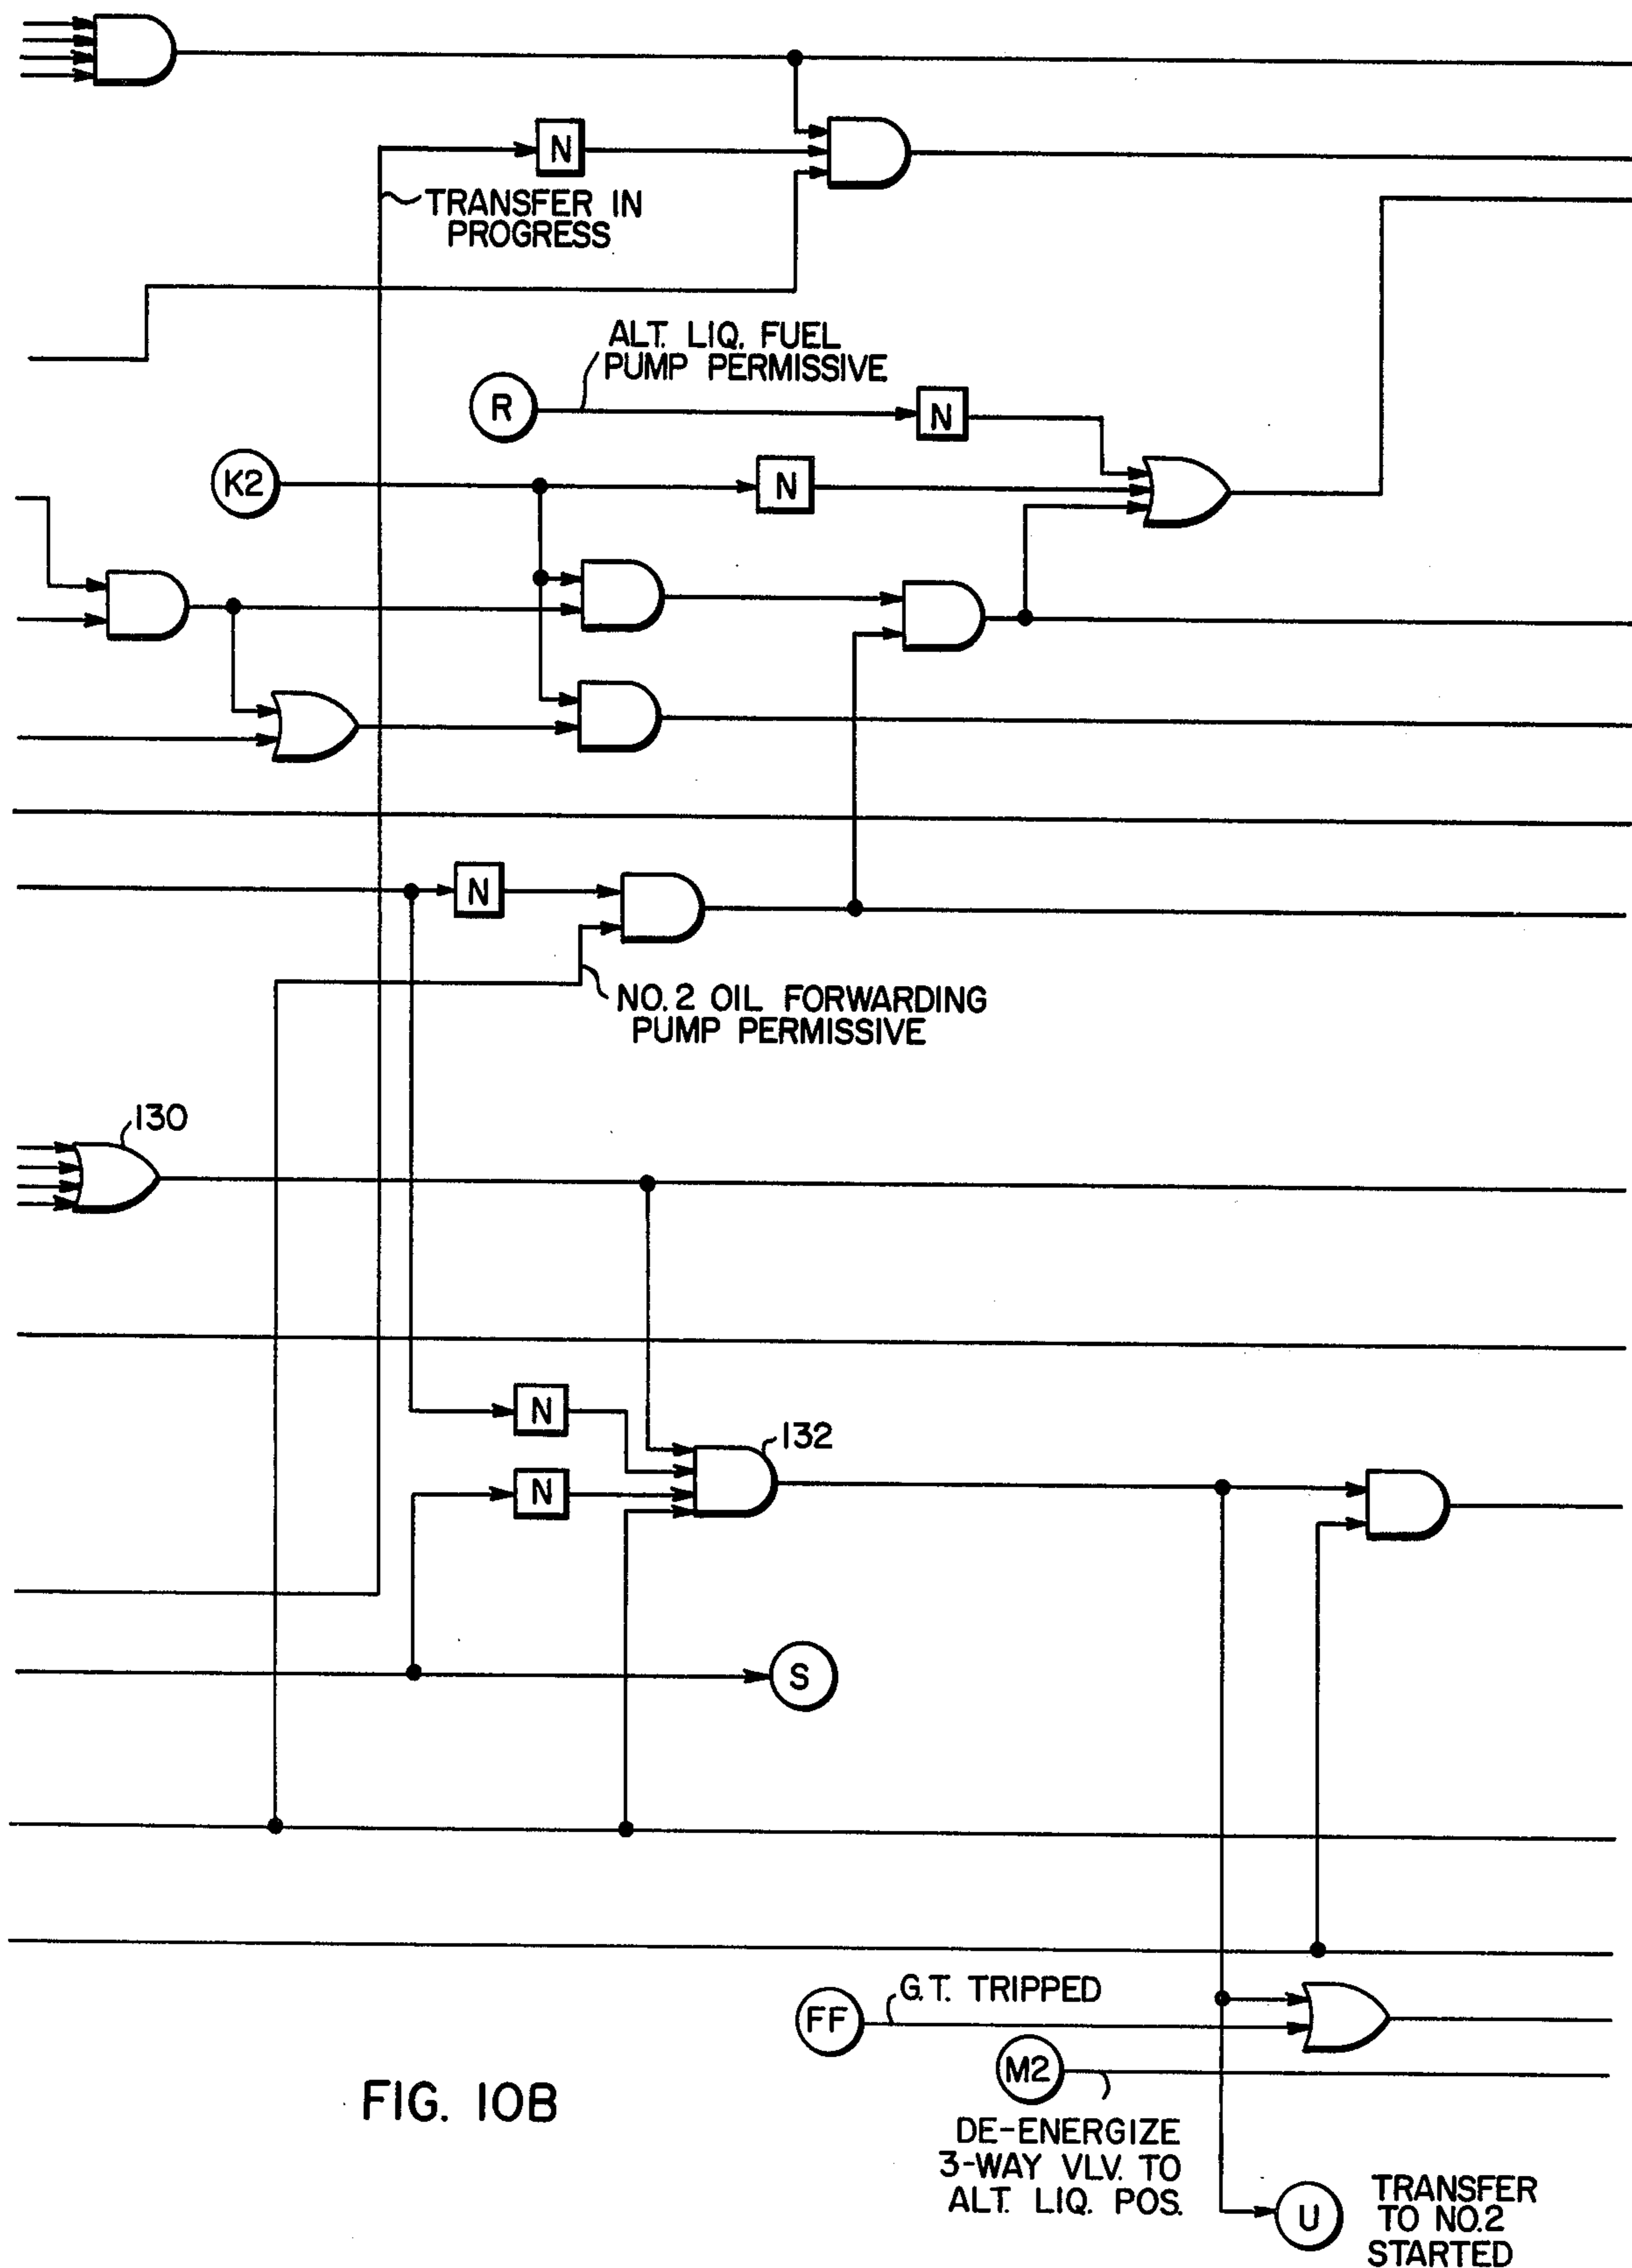 N
TRANSFER IN
PROGRESS
ALT. LIQ. FUEL
PUMP PERMISSIVE
R
N
K2
N
N
NO. 2 OIL FORWARDING
PUMP PERMISSIVE
130
N
132
N
S
G.T. TRIPPED
FF
M2
FIG. 10B
DE-ENERGIZE
3-WAY VLV. TO
ALT. LIQ. POS.
U
TRANSFER
TO NO.2
STARTED